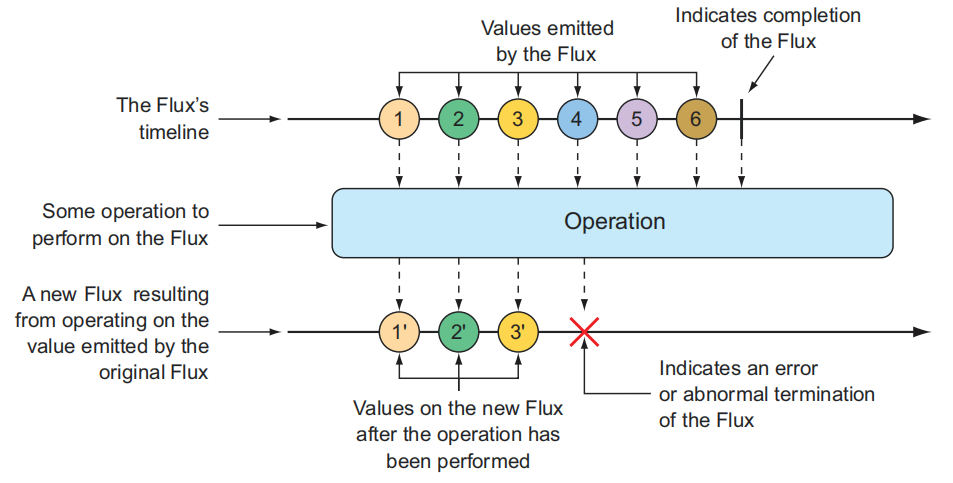 Indicates completion
of the Flux
Values emitted
by the Flux
The Flux's
timeline
1 2 3 4 5 6
Some operation to
perform on the Flux
Operation
A new Flux resulting
from operating on the
value emitted by the
original Flux
1' 2' 3'
Indicates an error
or abnormal termination
of the Flux
Values on the new Flux
after the operation has
been performed